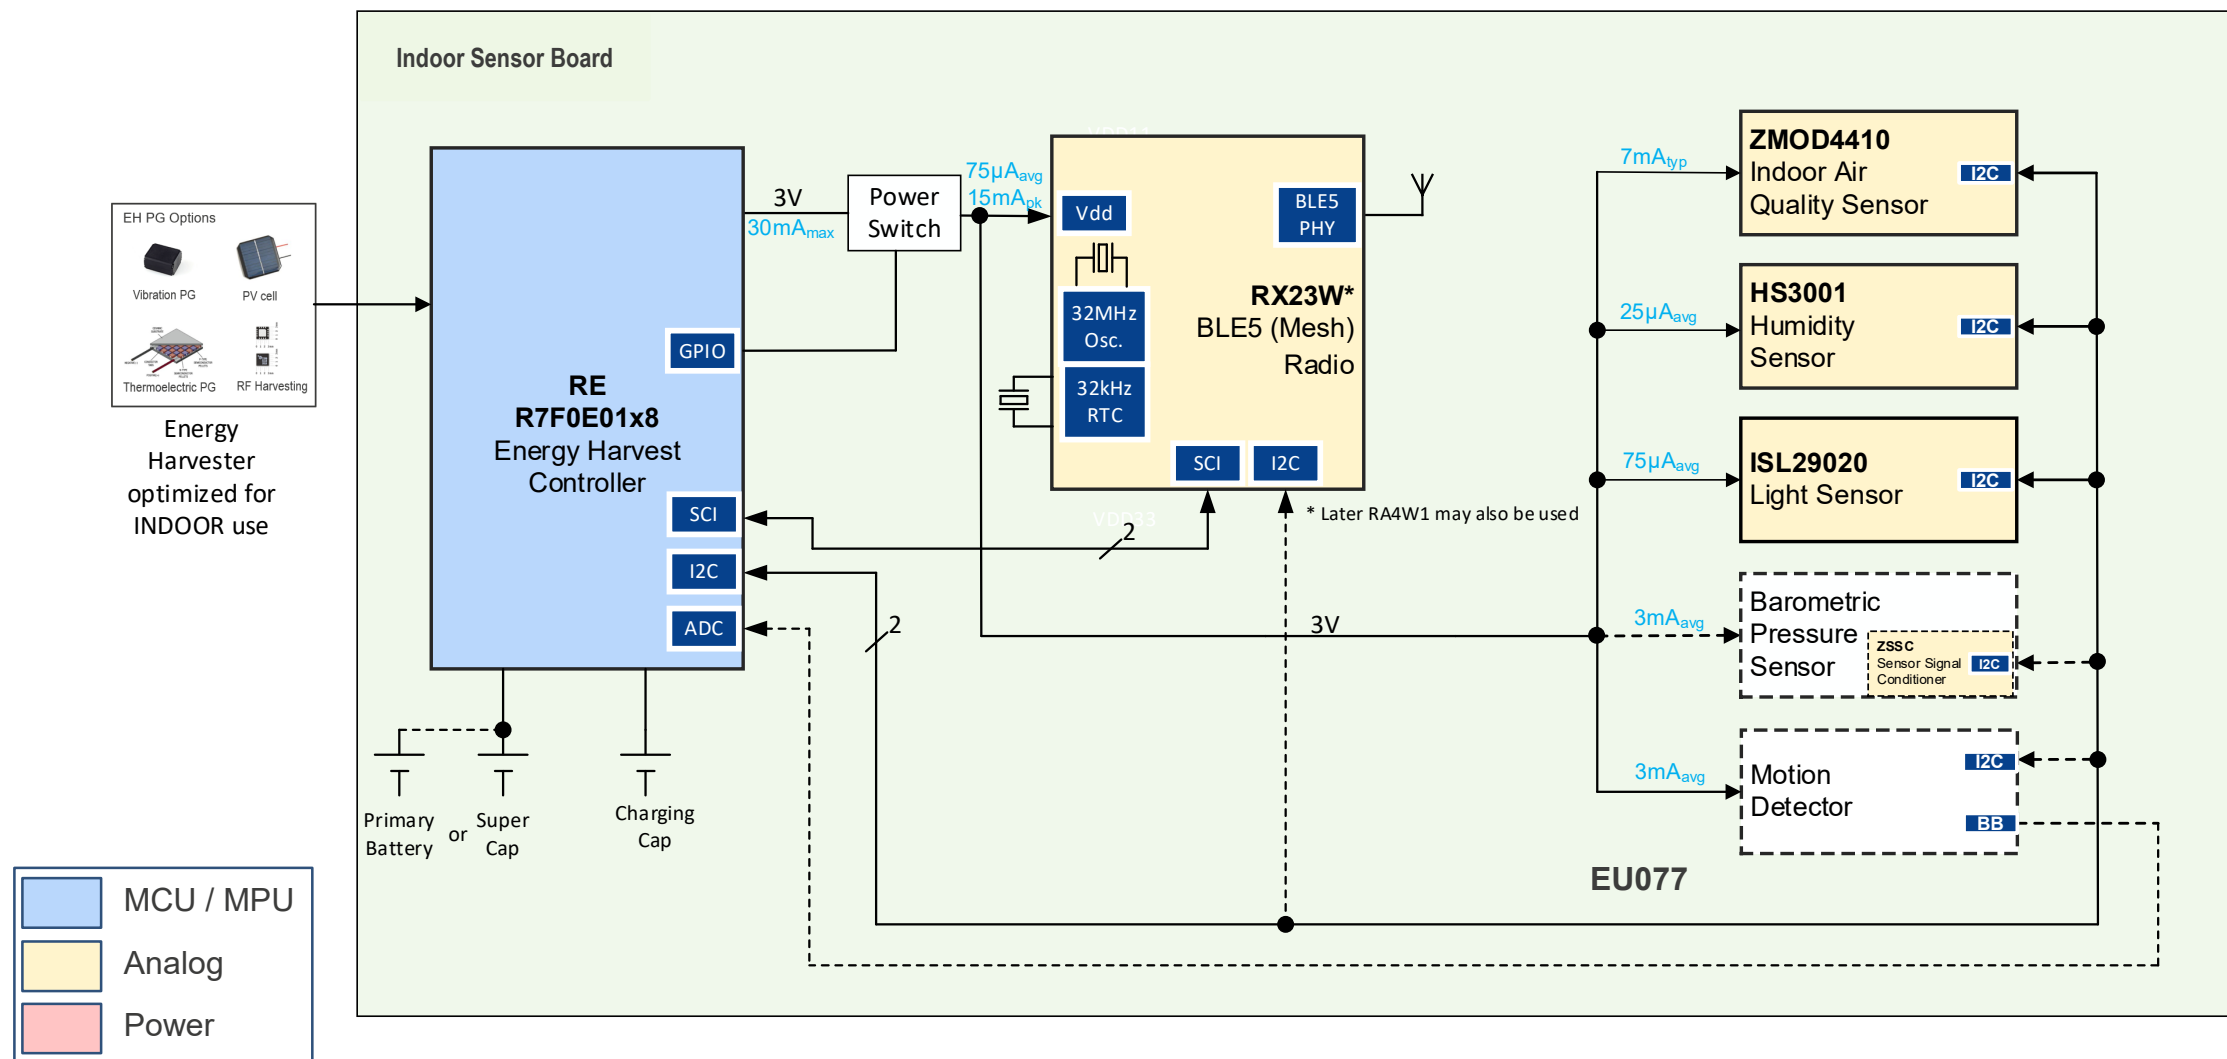 Indoor Sensor Board
EH PG Options
Vibration PG
PV cell
Thermoelectric PG
RF Harvesting
Energy
Harvester
optimized for
INDOOR use
RE
R7F0E01x8
Energy Harvest
Controller
GPIO
SCI
I2C
ADC
3V
30mAmax
Power
Switch
75µAavg
15mApk
VDD33
Vdd
BLE5
PHY
32MHz
Osc.
32kHz
RTC
RX23W*
BLE5 (Mesh)
Radio
SCI
I2C
* Later RA4W1 may also be used
2
2
3V
7mAtyp
ZMOD4410
Indoor Air
Quality Sensor
I2C
25µAavg
HS3001
Humidity
Sensor
I2C
75µAavg
ISL29020
Light Sensor
I2C
3mAavg
Barometric
Pressure
Sensor
ZSSC
Sensor Signal
Conditioner
I2C
3mAavg
Motion
Detector
I2C
BB
Primary
Battery
or
Super
Cap
Charging
Cap
EU077
MCU / MPU
Analog
Power